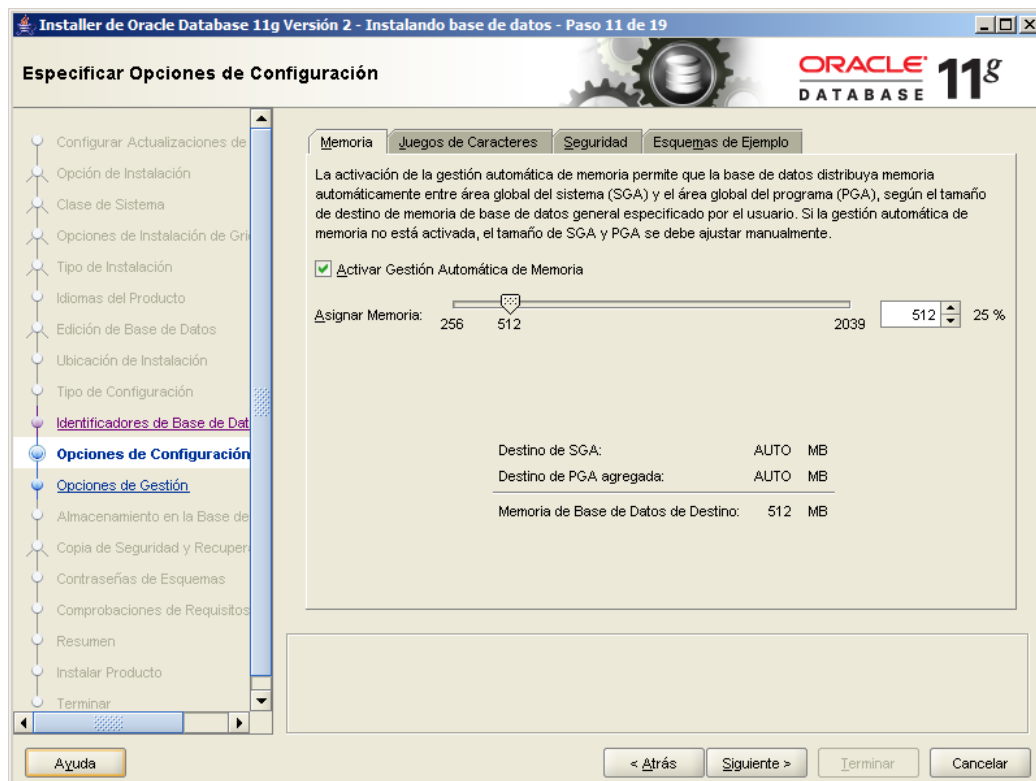 Installer de Oracle Database 11g Versión 2 - Instalando base de datos - Paso 11 de 19
Especificar Opciones de Configuración
ORACLE
DATABASE
11g
Configurar Actualizaciones de
Opción de Instalación
Clase de Sistema
Opciones de Instalación de Gri
Tipo de Instalación
Idiomas del Producto
Edición de Base de Datos
Ubicación de Instalación
Tipo de Configuración
Identificadores de Base de Dat
Opciones de Configuración
Opciones de Gestión
Almacenamiento en la Base de
Copia de Seguridad y Recupera
Contraseñas de Esquemas
Comprobaciones de Requisitos
Resumen
Instalar Producto
Terminar
Memoria
Juegos de Caracteres
Seguridad
Esquemas de Ejemplo
La activación de la gestión automática de memoria permite que la base de datos distribuya memoria
automáticamente entre área global del sistema (SGA) y el área global del programa (PGA), según el tamaño
de destino de memoria de base de datos general especificado por el usuario. Si la gestión automática de
memoria no está activada, el tamaño de SGA y PGA se debe ajustar manualmente.
Activar Gestión Automática de Memoria
Asignar Memoria:
256
512
2039
512
25 %
Destino de SGA: AUTO MB
Destino de PGA agregada: AUTO MB
Memoria de Base de Datos de Destino: 512 MB
Ayuda
< Atrás
Siguiente >
Terminar
Cancelar